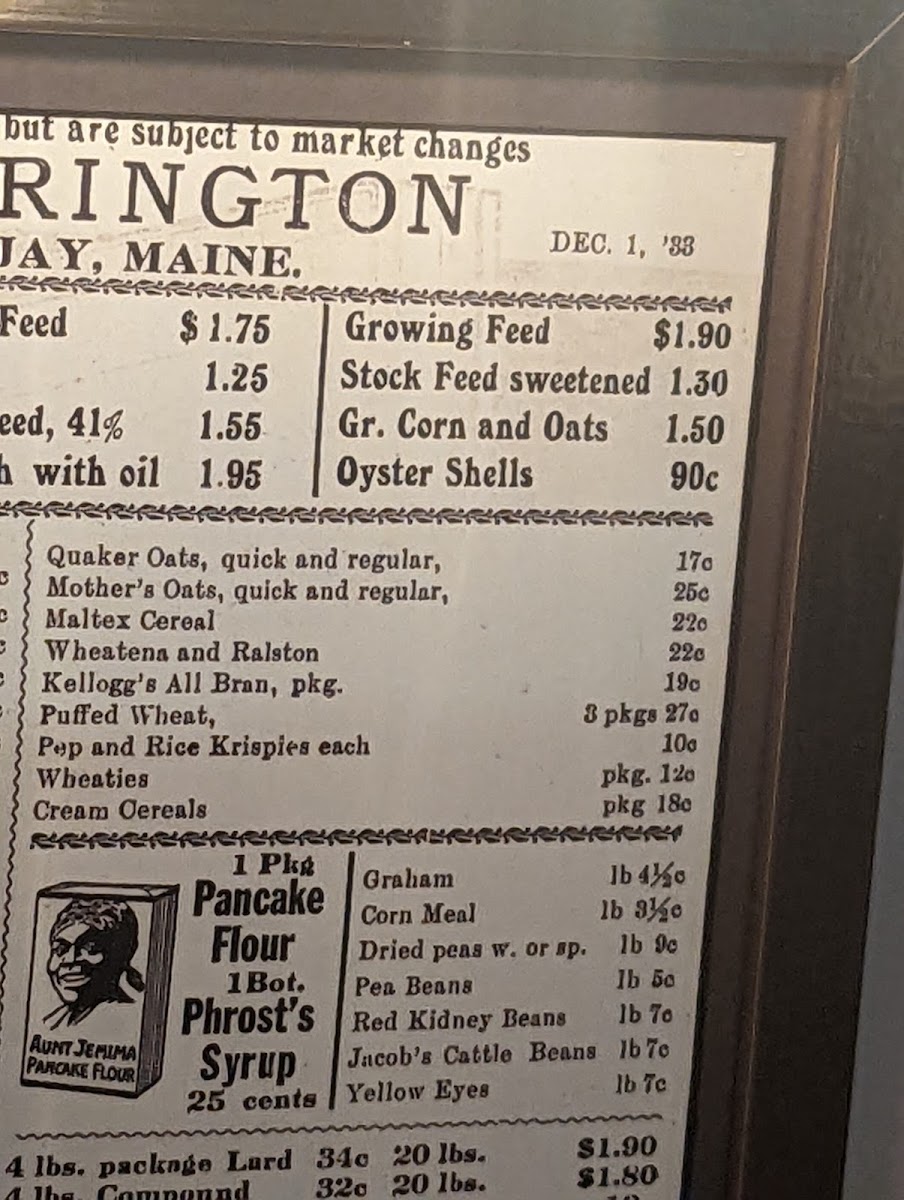 but are subject to market changes
RINGTON
JAY, MAINE.
DEC. 1, '33
Feed $1.75
1.25
eed, 41% 1.55
h with oil 1.95
Growing Feed $1.90
Stock Feed sweetened 1.30
Gr. Corn and Oats 1.50
Oyster Shells 90c
Quaker Oats, quick and regular, 17c
Mother's Oats, quick and regular, 25c
Maltex Cereal 22c
Wheatena and Ralston 22c
Kellogg's All Bran, pkg. 19c
Puffed Wheat, 3 pkgs 27c
Pep and Rice Krispies each 10c
Wheaties pkg. 12c
Cream Cereals pkg 18c
1 Pkg
Pancake
Flour
1 Bot.
Phrost's
Syrup
25 cents
AUNT JEMIMA
PANCAKE FLOUR
Graham lb 4½c
Corn Meal lb 3½c
Dried peas w. or sp. lb 9c
Pea Beans lb 5c
Red Kidney Beans lb 7c
Jacob's Cattle Beans lb 7c
Yellow Eyes lb 7c
4 lbs. package Lard 34c 20 lbs. $1.90
4 lbs. Compound 32c 20 lbs. $1.80